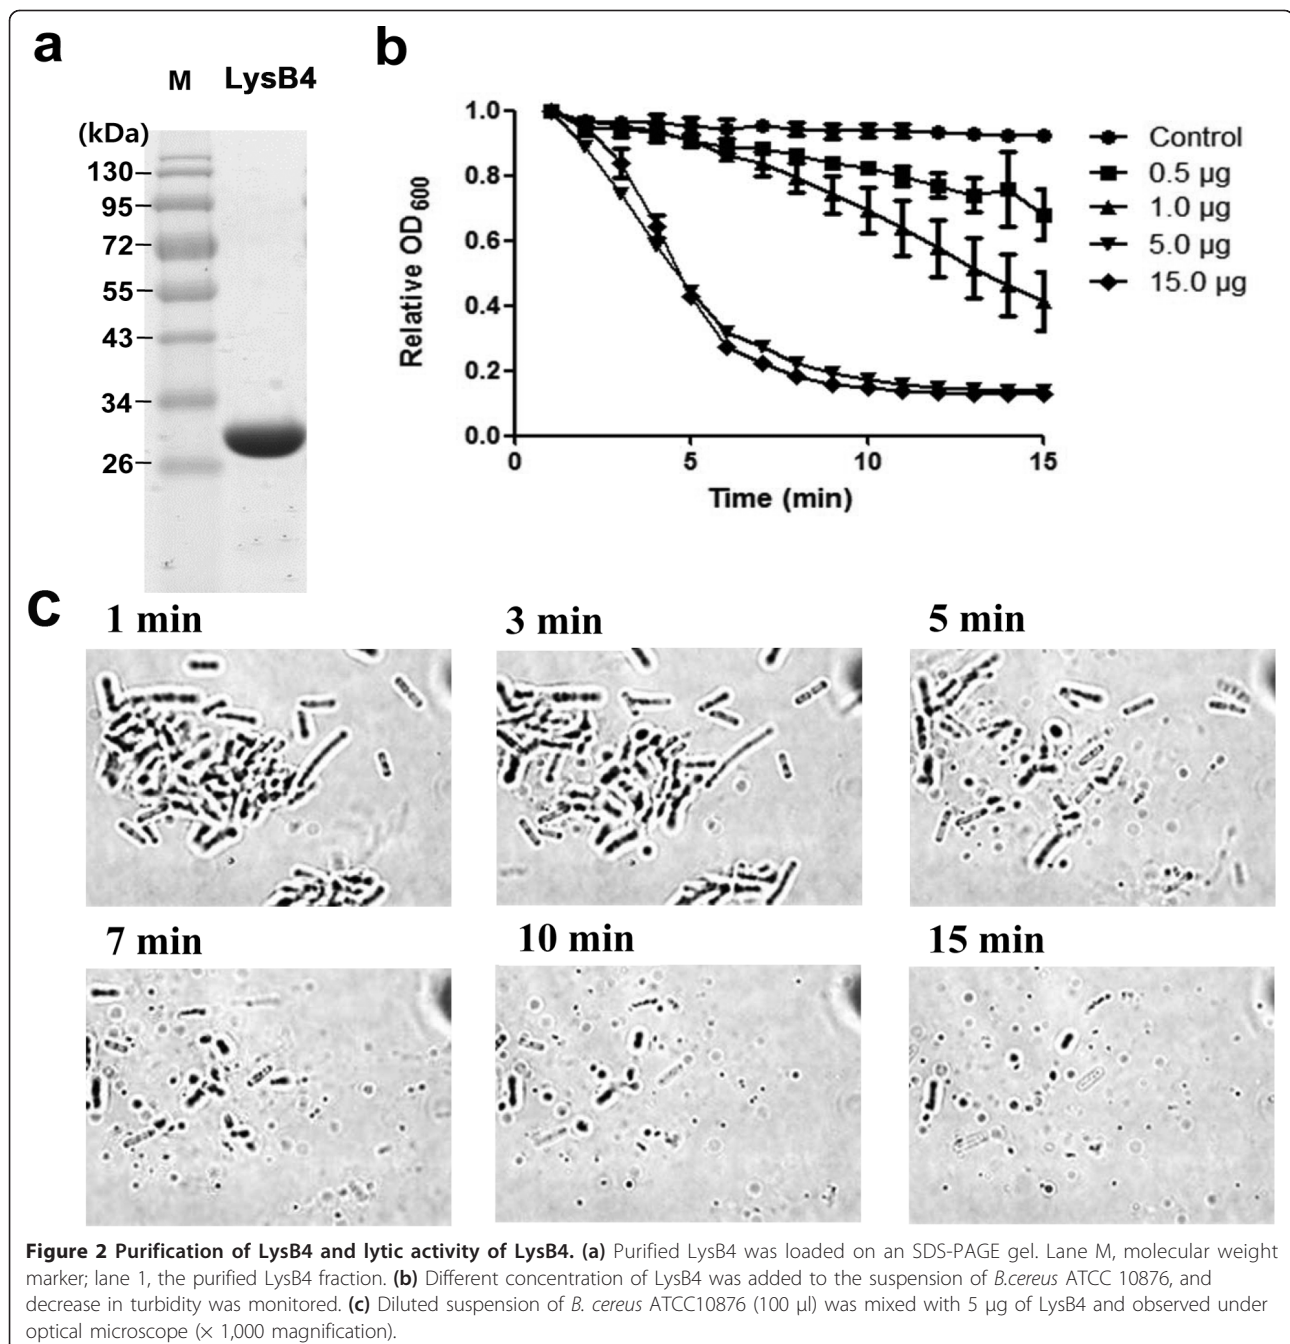 a
M LysB4
(kDa)
130
95
72
55
43
34
26
b
1.0
0.8
0.6
0.4
0.2
0.0
Relative OD600
0 5 10 15
Time (min)
Control
0.5 µg
1.0 µg
5.0 µg
15.0 µg
c
1 min 3 min 5 min
7 min 10 min 15 min
Figure 2 Purification of LysB4 and lytic activity of LysB4. (a) Purified LysB4 was loaded on an SDS-PAGE gel. Lane M, molecular weight
marker; lane 1, the purified LysB4 fraction. (b) Different concentration of LysB4 was added to the suspension of B.cereus ATCC 10876, and
decrease in turbidity was monitored. (c) Diluted suspension of B. cereus ATCC10876 (100 µl) was mixed with 5 µg of LysB4 and observed under
optical microscope (× 1,000 magnification).